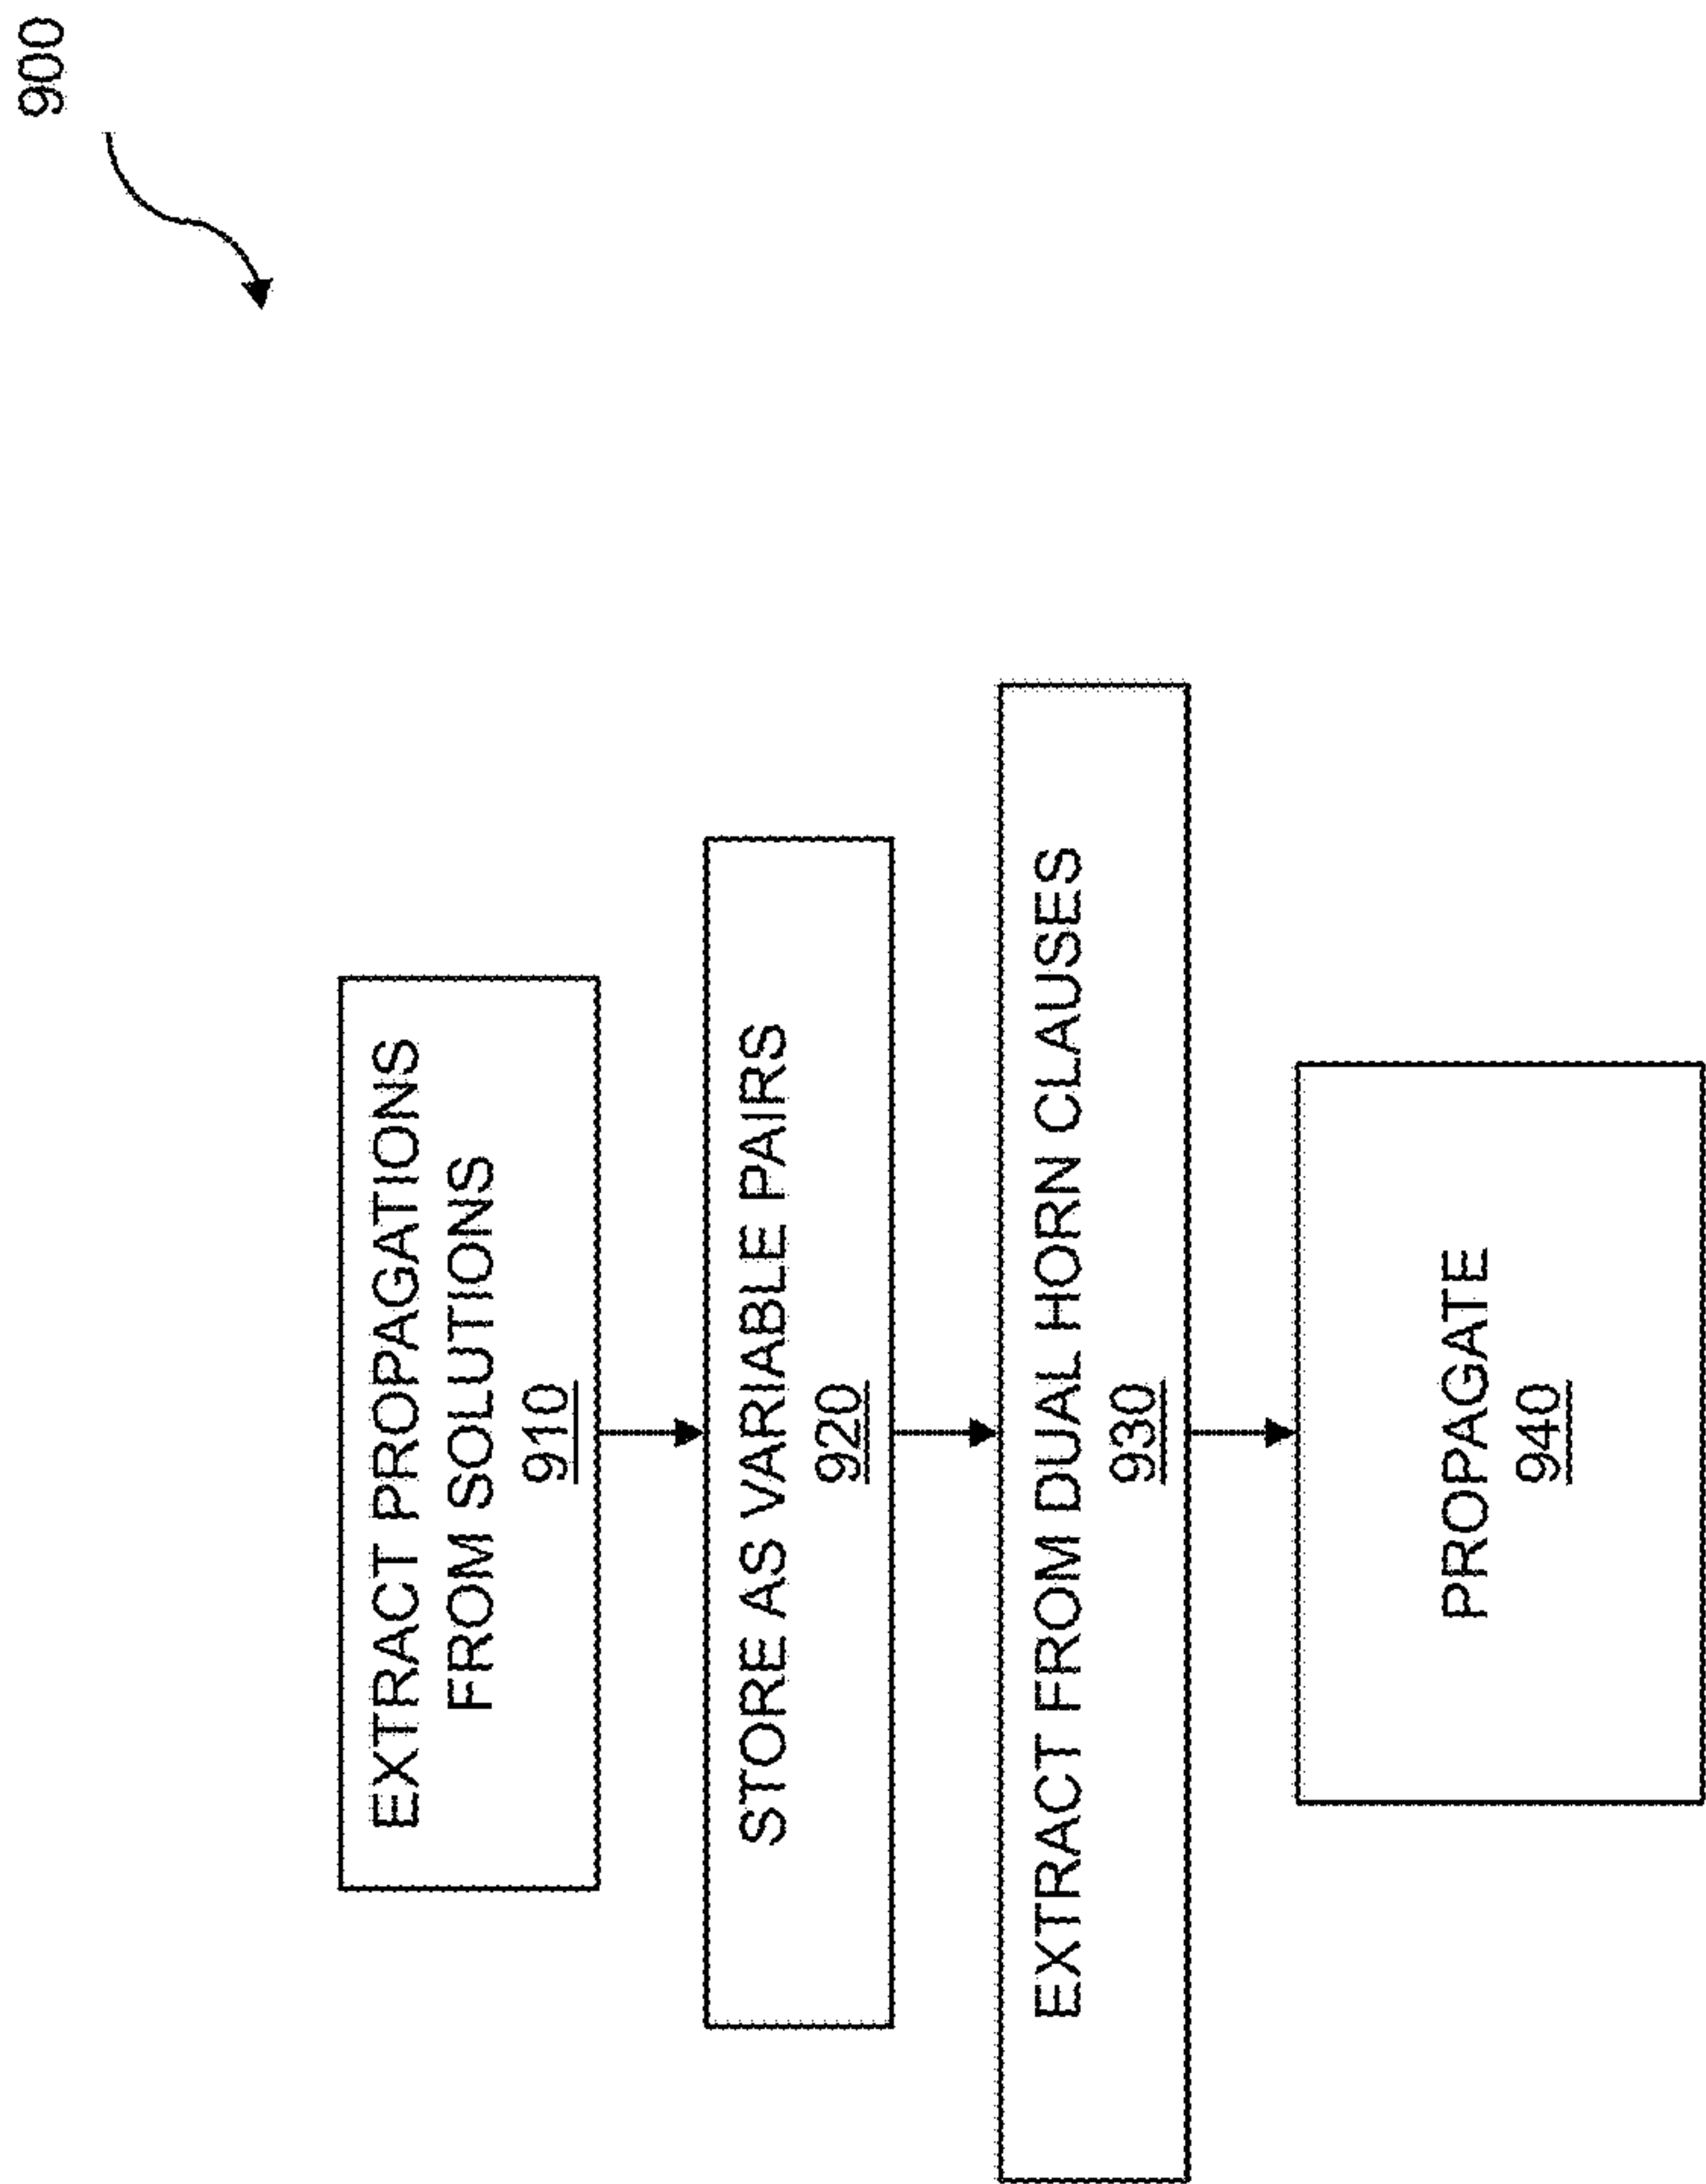 900
EXTRACT PROPAGATIONS
FROM SOLUTIONS
910
STORE AS VARIABLE PAIRS
920
EXTRACT FROM DUAL HORN CLAUSES
930
PROPAGATE
940